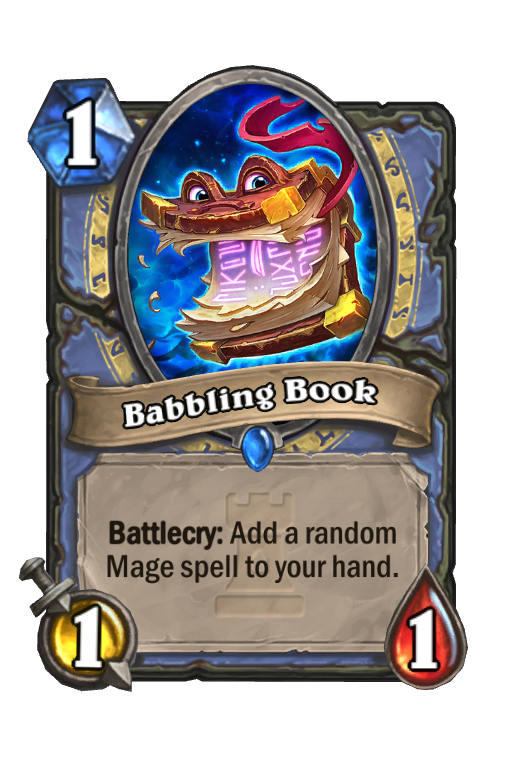 1
Babbling Book
Battlecry: Add a random
Mage spell to your hand.
1
1